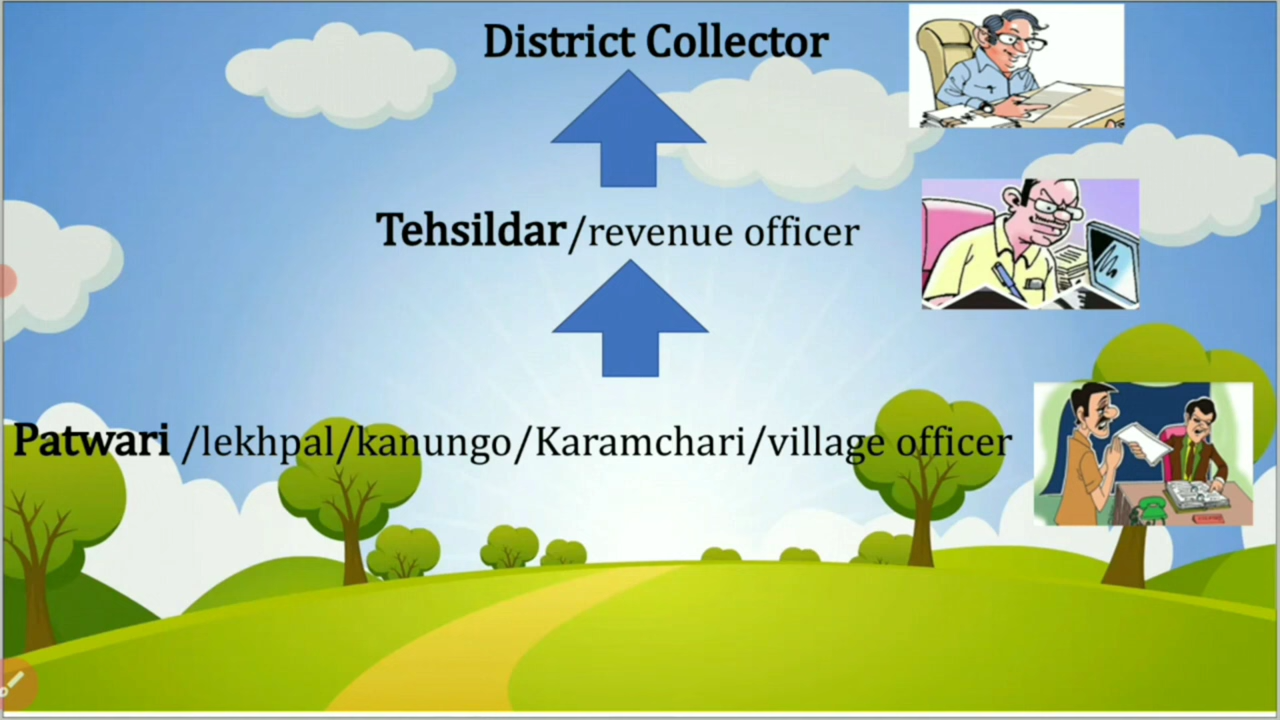 District Collector
Tehsildar/revenue officer
Patwari /lekhpal/kanungo/Karamchari/village officer